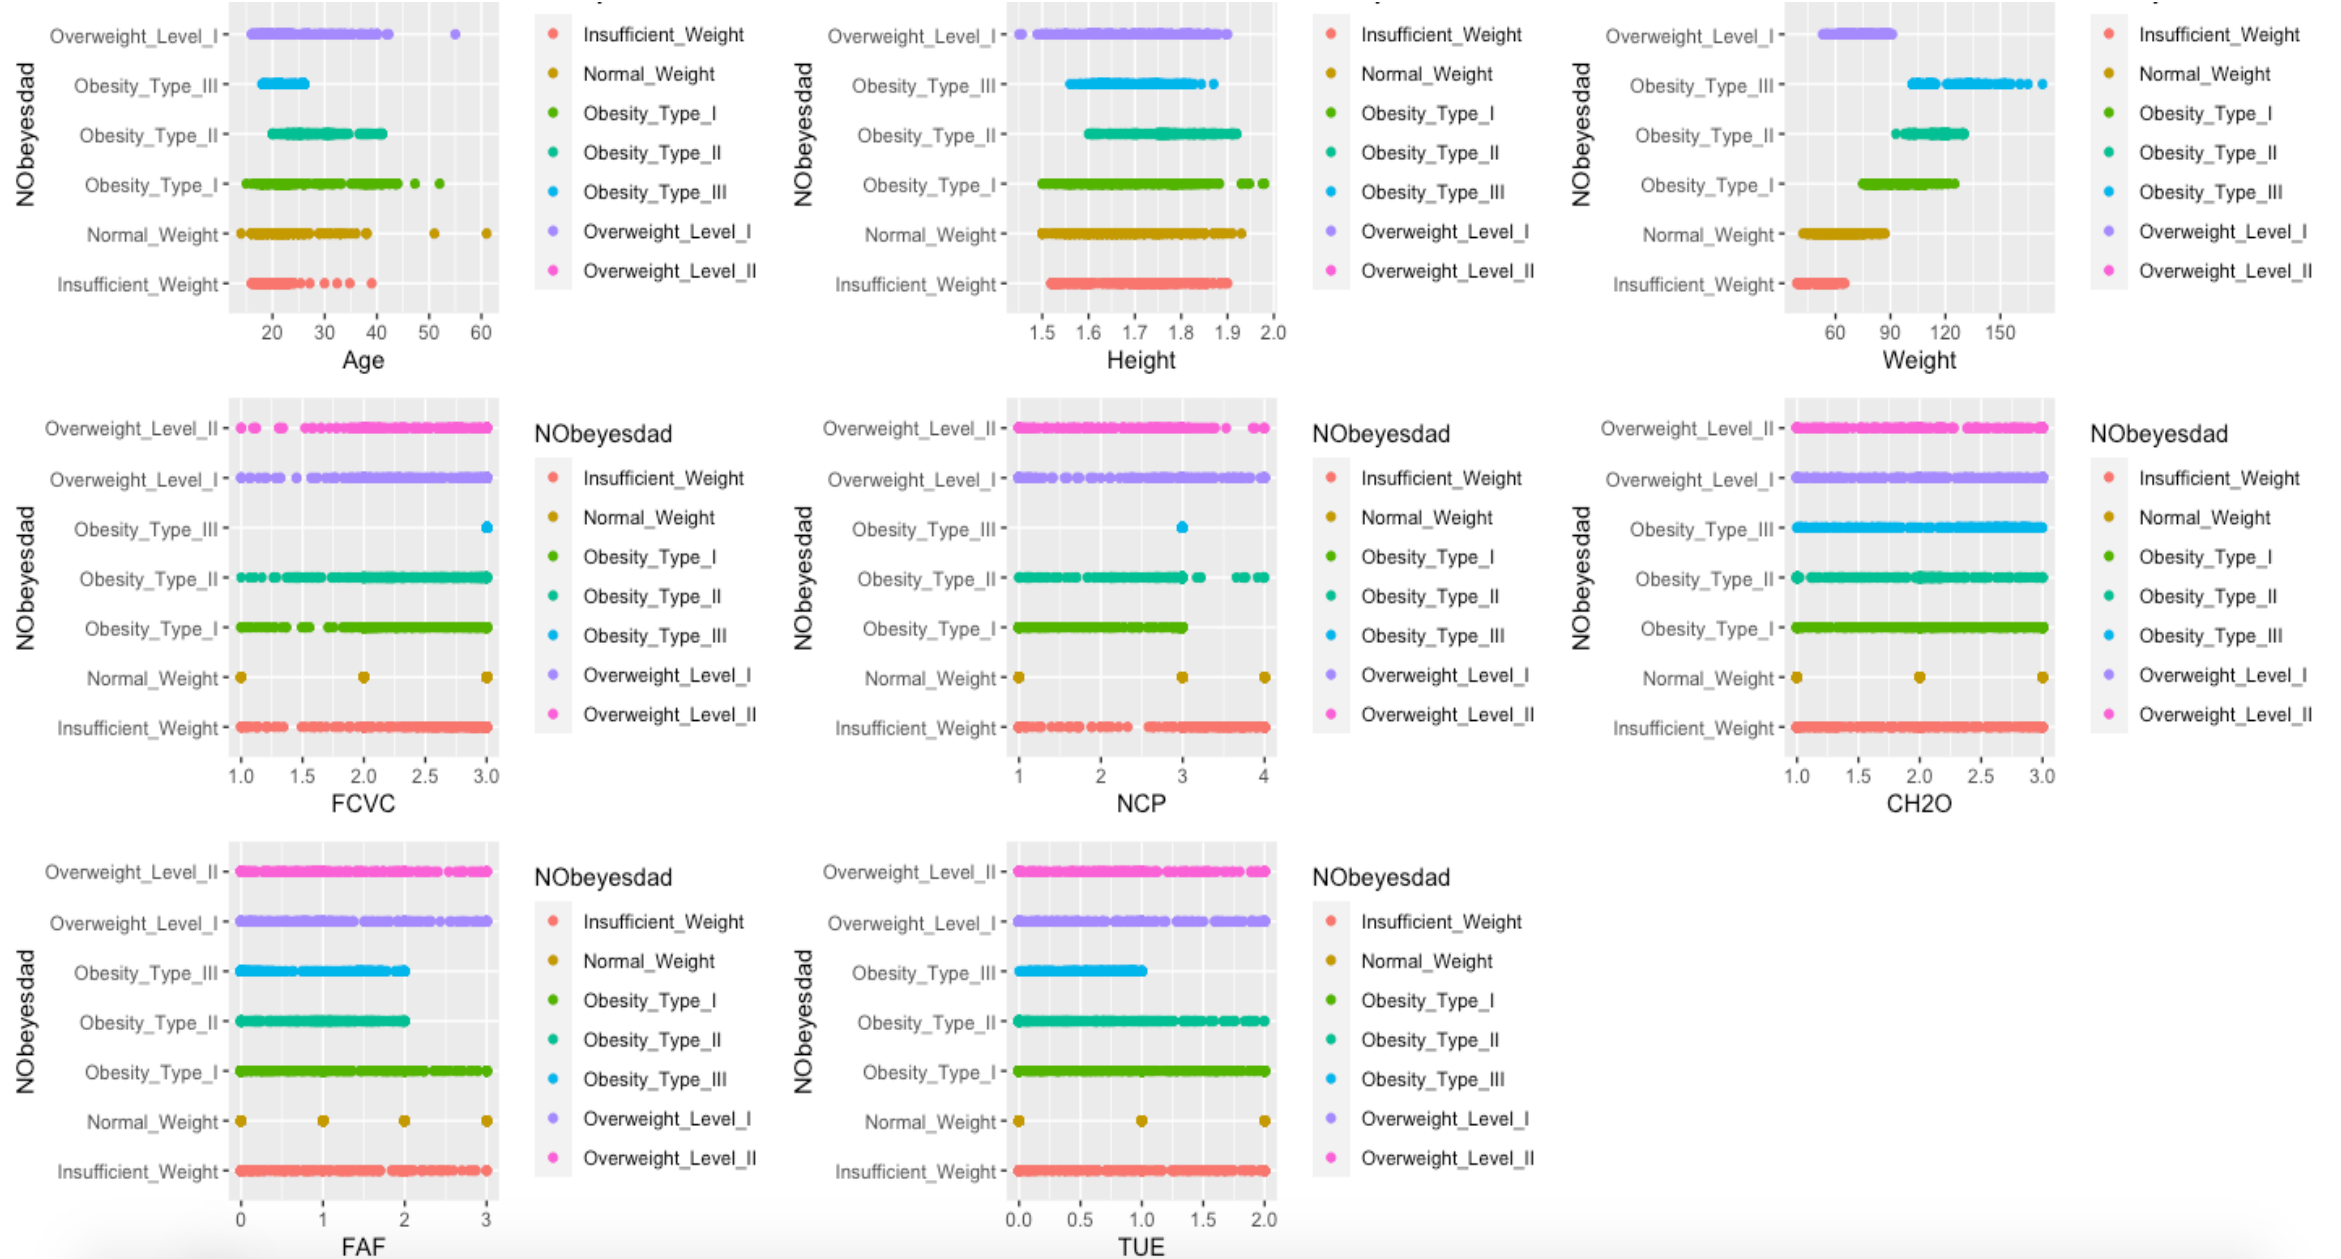 NObeyesdad
Overweight_Level_I
Obesity_Type_III
Obesity_Type_II
Obesity_Type_I
Normal_Weight
Insufficient_Weight
20 30 40 50 60
Age
Insufficient_Weight
Normal_Weight
Obesity_Type_I
Obesity_Type_II
Obesity_Type_III
Overweight_Level_I
Overweight_Level_II
NObeyesdad
Overweight_Level_I
Obesity_Type_III
Obesity_Type_II
Obesity_Type_I
Normal_Weight
Insufficient_Weight
1.5 1.6 1.7 1.8 1.9 2.0
Height
Insufficient_Weight
Normal_Weight
Obesity_Type_I
Obesity_Type_II
Obesity_Type_III
Overweight_Level_I
Overweight_Level_II
NObeyesdad
Overweight_Level_I
Obesity_Type_III
Obesity_Type_II
Obesity_Type_I
Normal_Weight
Insufficient_Weight
60 90 120 150
Weight
Insufficient_Weight
Normal_Weight
Obesity_Type_I
Obesity_Type_II
Obesity_Type_III
Overweight_Level_I
Overweight_Level_II
NObeyesdad
Overweight_Level_II
Overweight_Level_I
Obesity_Type_III
Obesity_Type_II
Obesity_Type_I
Normal_Weight
Insufficient_Weight
1.0 1.5 2.0 2.5 3.0
FCVC
NObeyesdad
Insufficient_Weight
Normal_Weight
Obesity_Type_I
Obesity_Type_II
Obesity_Type_III
Overweight_Level_I
Overweight_Level_II
NObeyesdad
Overweight_Level_II
Overweight_Level_I
Obesity_Type_III
Obesity_Type_II
Obesity_Type_I
Normal_Weight
Insufficient_Weight
1 2 3 4
NCP
NObeyesdad
Insufficient_Weight
Normal_Weight
Obesity_Type_I
Obesity_Type_II
Obesity_Type_III
Overweight_Level_I
Overweight_Level_II
NObeyesdad
Overweight_Level_II
Overweight_Level_I
Obesity_Type_III
Obesity_Type_II
Obesity_Type_I
Normal_Weight
Insufficient_Weight
1.0 1.5 2.0 2.5 3.0
CH2O
NObeyesdad
Insufficient_Weight
Normal_Weight
Obesity_Type_I
Obesity_Type_II
Obesity_Type_III
Overweight_Level_I
Overweight_Level_II
NObeyesdad
Overweight_Level_II
Overweight_Level_I
Obesity_Type_III
Obesity_Type_II
Obesity_Type_I
Normal_Weight
Insufficient_Weight
0 1 2 3
FAF
NObeyesdad
Insufficient_Weight
Normal_Weight
Obesity_Type_I
Obesity_Type_II
Obesity_Type_III
Overweight_Level_I
Overweight_Level_II
NObeyesdad
Overweight_Level_II
Overweight_Level_I
Obesity_Type_III
Obesity_Type_II
Obesity_Type_I
Normal_Weight
Insufficient_Weight
0.0 0.5 1.0 1.5 2.0
TUE
NObeyesdad
Insufficient_Weight
Normal_Weight
Obesity_Type_I
Obesity_Type_II
Obesity_Type_III
Overweight_Level_I
Overweight_Level_II